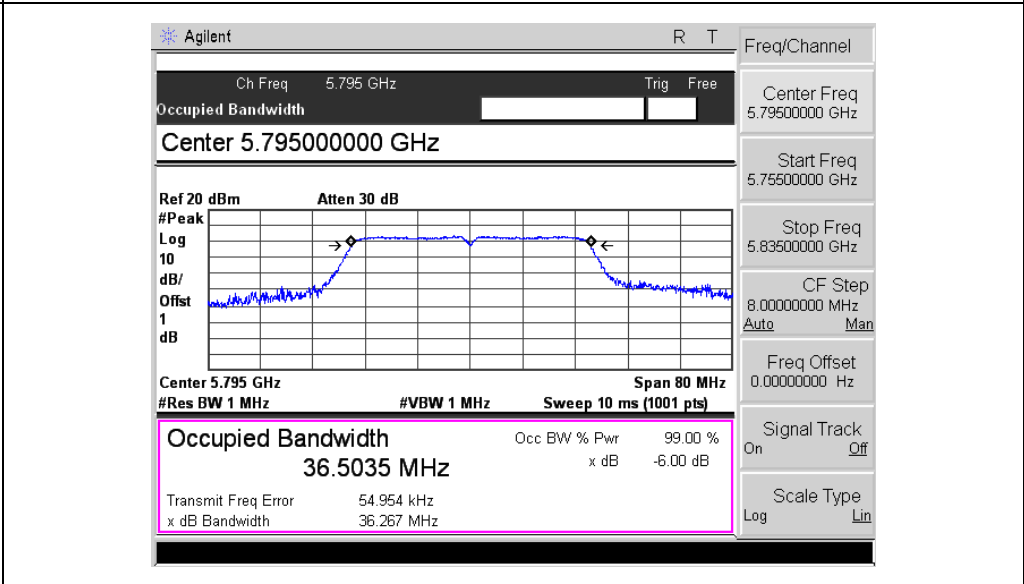 Agilent R T
Ch Freq 5.795 GHz Trig Free
Occupied Bandwidth
Center 5.795000000 GHz
Ref 20 dBm Atten 30 dB
#Peak
Log
10
dB/
Offst
1
dB
Center 5.795 GHz Span 80 MHz
#Res BW 1 MHz #VBW 1 MHz Sweep 10 ms (1001 pts)
Occupied Bandwidth Occ BW % Pwr 99.00 %
36.5035 MHz x dB -6.00 dB
Transmit Freq Error 54.954 kHz
x dB Bandwidth 36.267 MHz
Freq/Channel
Center Freq
5.79500000 GHz
Start Freq
5.75500000 GHz
Stop Freq
5.83500000 GHz
CF Step
8.00000000 MHz
Auto Man
Freq Offset
0.00000000 Hz
Signal Track
On Off
Scale Type
Log Lin